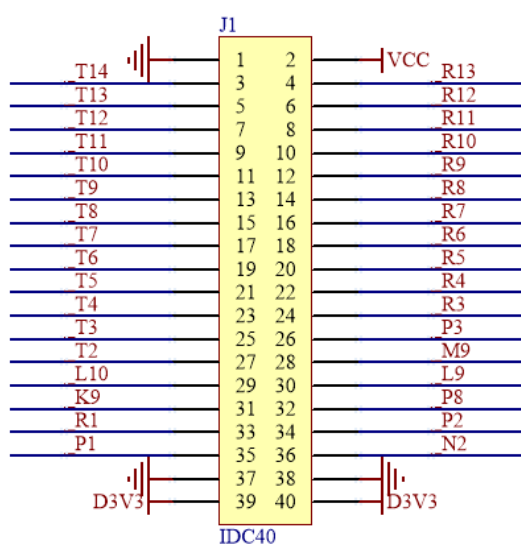 J1
1 2 VCC
T14 3 4 R13
T13 5 6 R12
T12 7 8 R11
T11 9 10 R10
T10 11 12 R9
T9 13 14 R8
T8 15 16 R7
T7 17 18 R6
T6 19 20 R5
T5 21 22 R4
T4 23 24 R3
T3 25 26 P3
T2 27 28 M9
L10 29 30 L9
K9 31 32 P8
R1 33 34 P2
P1 35 36 N2
37 38
D3V3 39 40 D3V3
IDC40